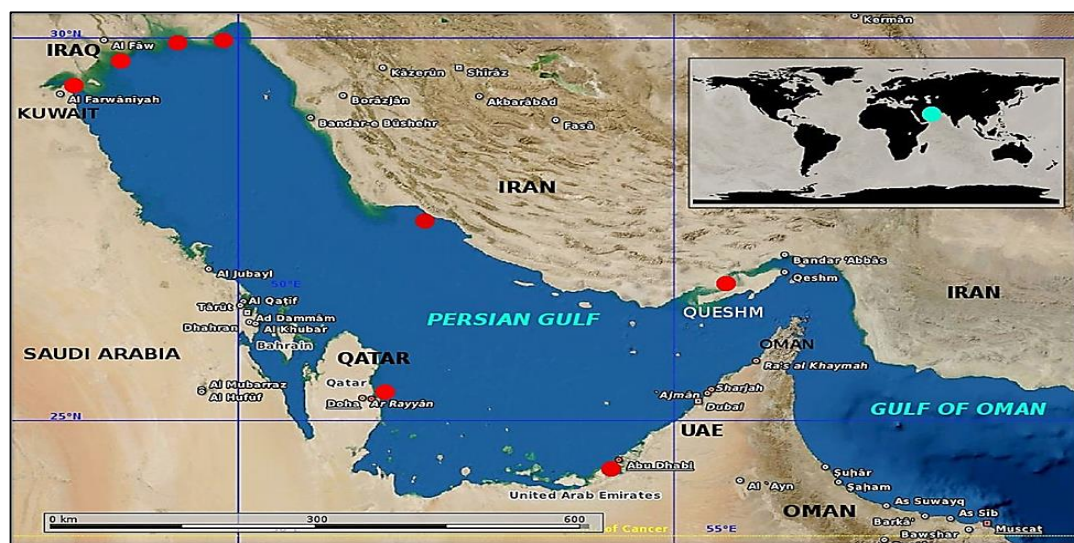 30°N
Kermān
IRAQ
Al Fāw
Kāzerūn
Shīrāz
Al Farwānīyah
KUWAIT
Borāzjān
Akbarābād
Bandar-e Būshehr
Fasā
IRAN
Bandar 'Abbās
Al Jubayl
Qeshm
50°E
IRAN
Al Qaţīf
Tārūt
QUESHM
Ad Dammām
PERSIAN GULF
Dhahran
Al Khubar
Bahrain
OMAN
SAUDI ARABIA
QATAR
Ra's al Khaymah
Al Mubarraz
Qatar
Sharjah
Al Hufūf
'Ajmān
Doha
Ar Rayyān
Dubai
GULF OF OMAN
25°N
UAE
Abu Dhabi
Şuḩār
Al 'Ayn
Şaḩam
United Arab Emirates
As Suwayq
OMAN
0 km
300
600
of Cancer
55°E
Barkā'
As Sīb
Muscat
Bawshar